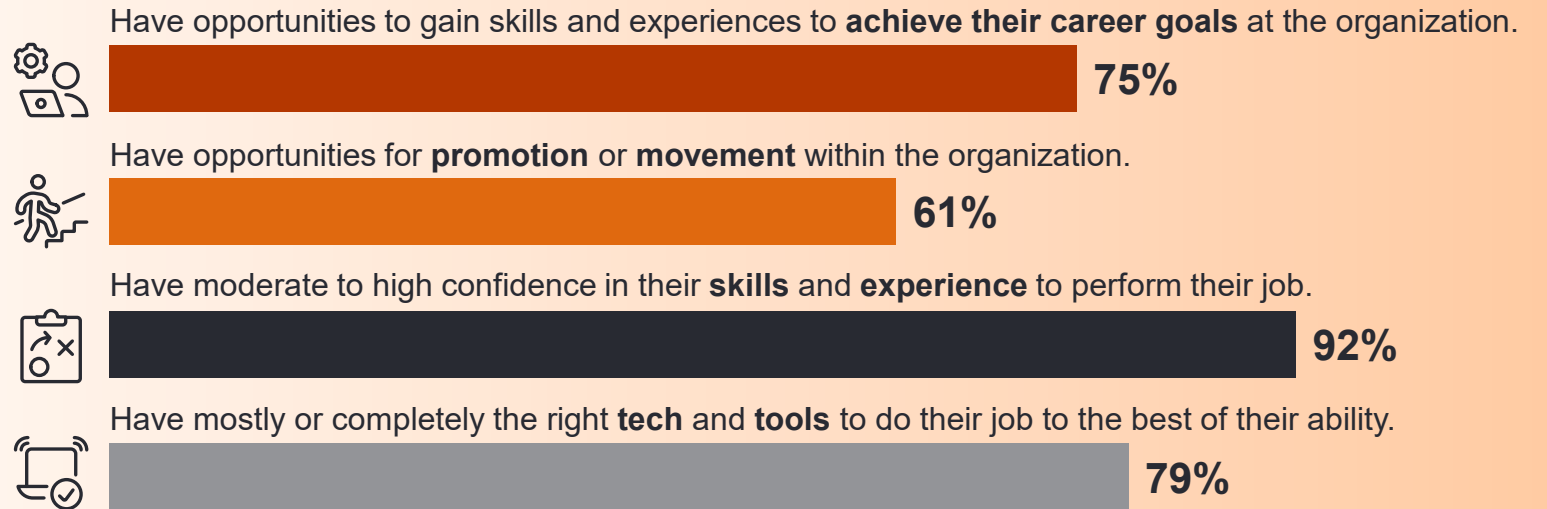 Have opportunities to gain skills and experiences to achieve their career goals at the organization.
75%
Have opportunities for promotion or movement within the organization.
61%
Have moderate to high confidence in their skills and experience to perform their job.
92%
Have mostly or completely the right tech and tools to do their job to the best of their ability.
79%